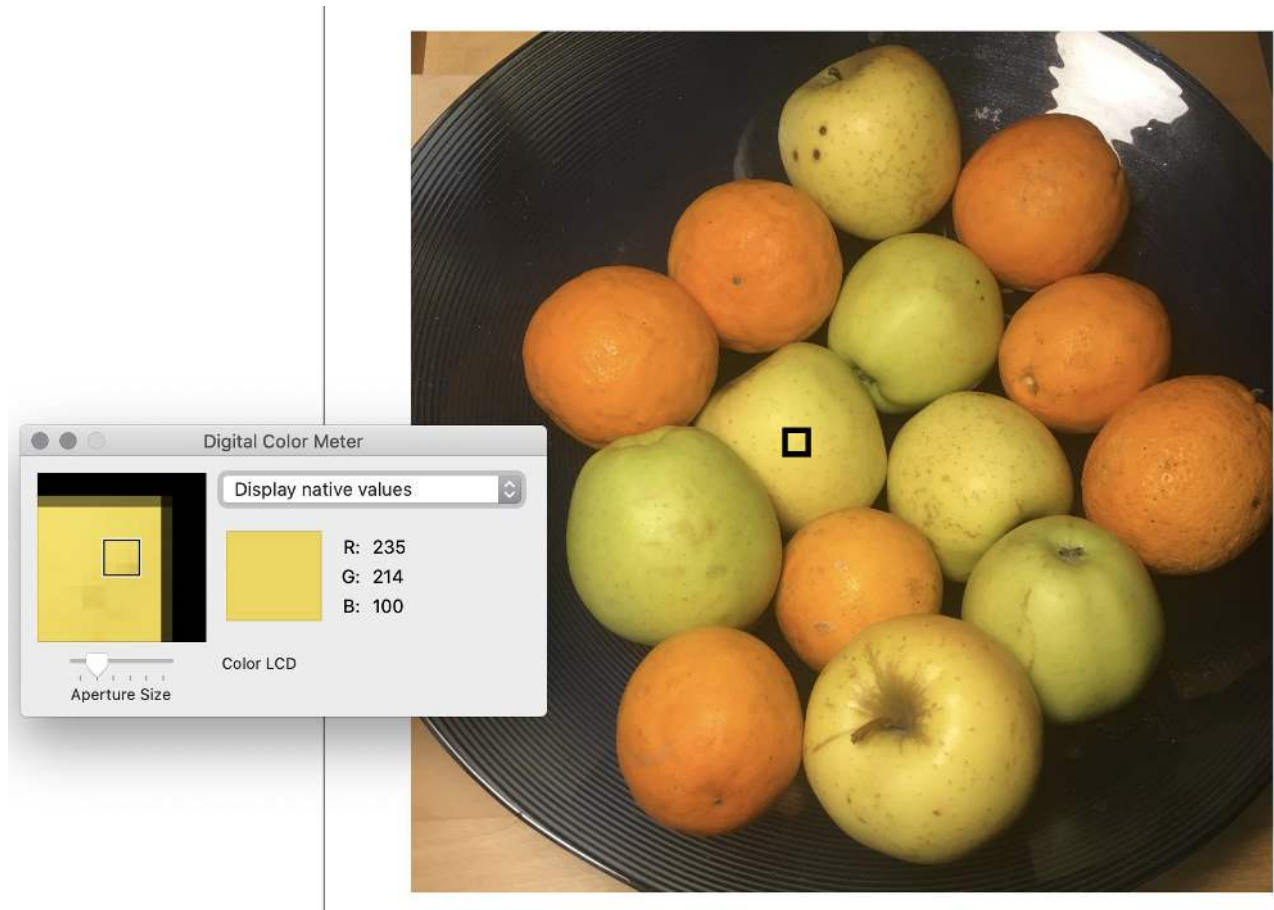 Digital Color Meter
Display native values
R: 235
G: 214
B: 100
Color LCD
Aperture Size